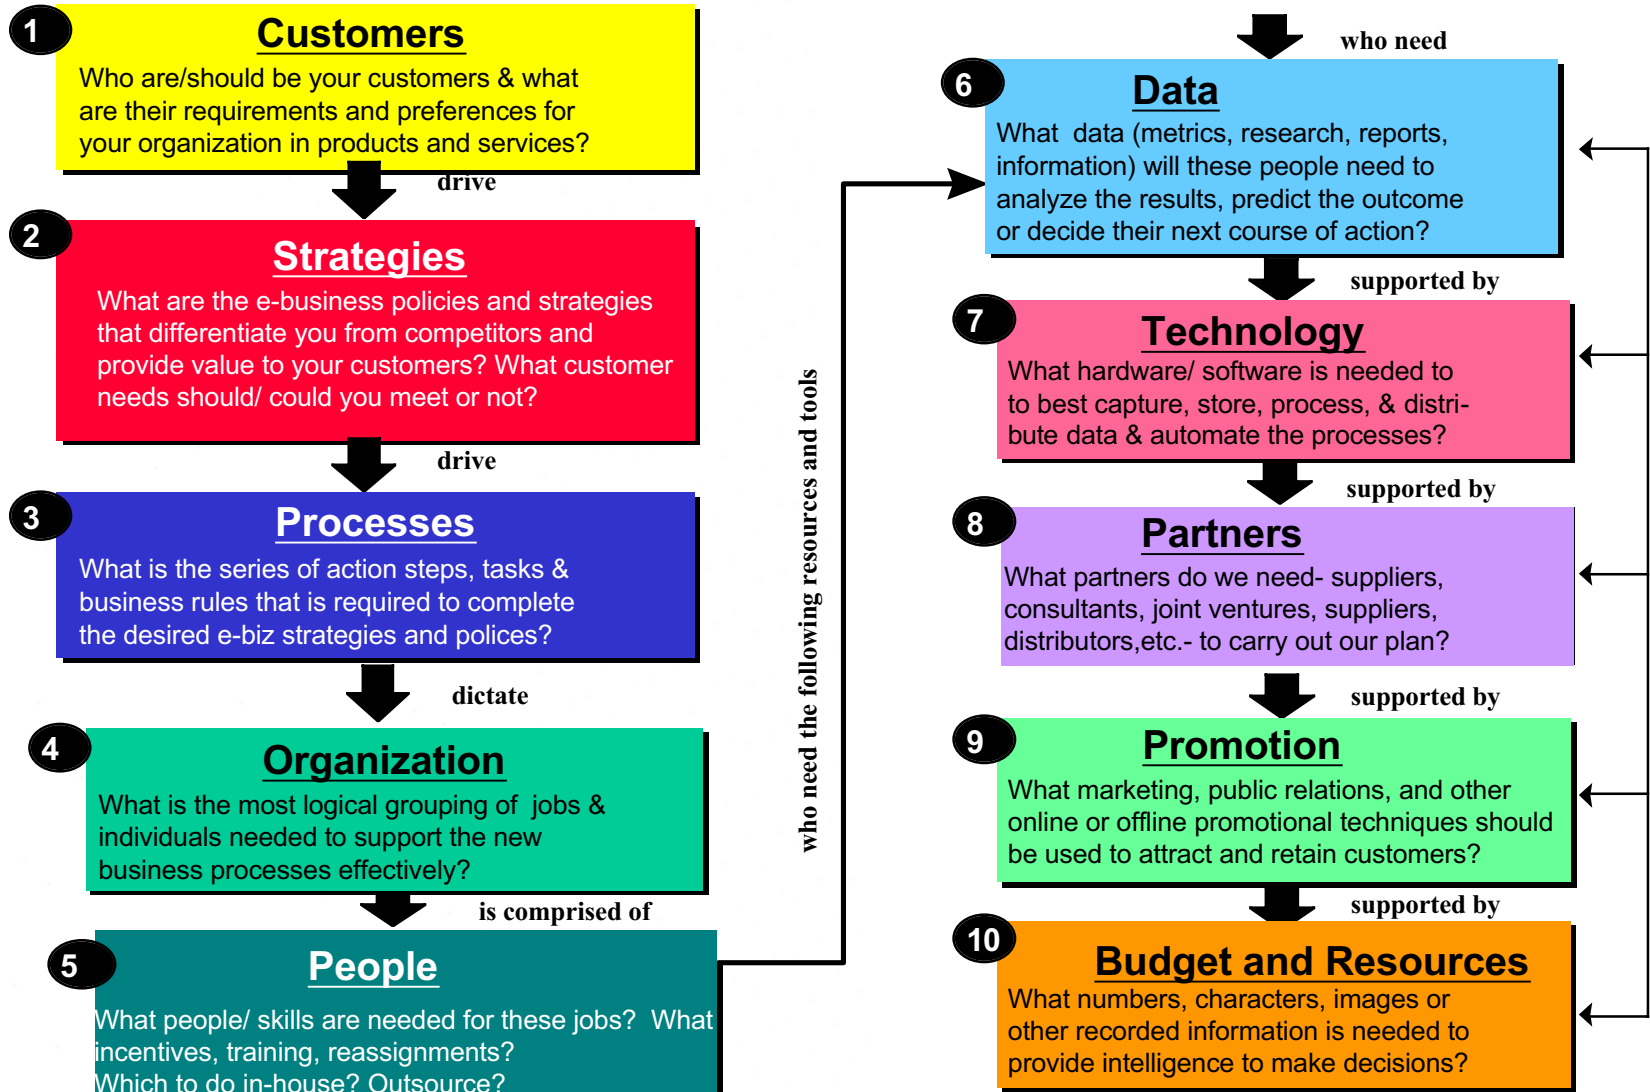 1
Customers
Who are/should be your customers & what
are their requirements and preferences for
your organization in products and services?
drive
2
Strategies
What are the e-business policies and strategies
that differentiate you from competitors and
provide value to your customers? What customer
needs should/ could you meet or not?
drive
3
Processes
What is the series of action steps, tasks &
business rules that is required to complete
the desired e-biz strategies and polices?
dictate
4
Organization
What is the most logical grouping of  jobs &
individuals needed to support the new
business processes effectively?
is comprised of
5
People
What people/ skills are needed for these jobs?  What
incentives, training, reassignments?
Which to do in-house? Outsource?
who need the following resources and tools
who need
6
Data
What  data (metrics, research, reports,
information) will these people need to
analyze the results, predict the outcome
or decide their next course of action?
supported by
7
Technology
What hardware/ software is needed to
to best capture, store, process, & distri-
bute data & automate the processes?
supported by
8
Partners
What partners do we need- suppliers,
consultants, joint ventures, suppliers,
distributors,etc.- to carry out our plan?
supported by
9
Promotion
What marketing, public relations, and other
online or offline promotional techniques should
be used to attract and retain customers?
supported by
10
Budget and Resources
What numbers, characters, images or
other recorded information is needed to
provide intelligence to make decisions?